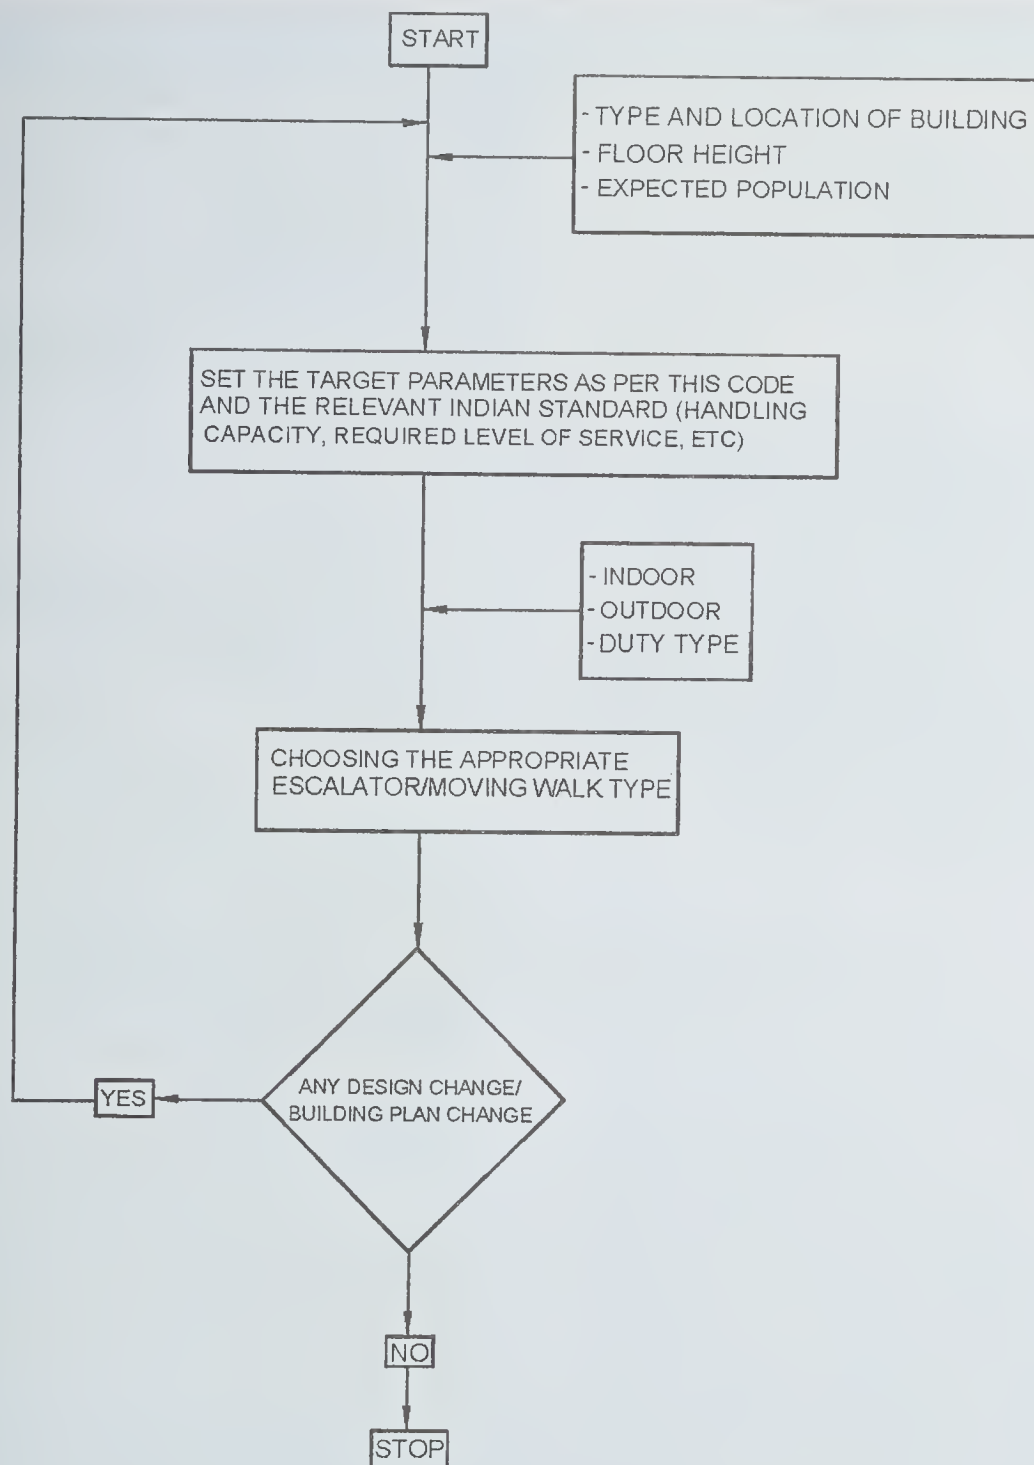 START
- TYPE AND LOCATION OF BUILDING
- FLOOR HEIGHT
- EXPECTED POPULATION
SET THE TARGET PARAMETERS AS PER THIS CODE
AND THE RELEVANT INDIAN STANDARD (HANDLING
CAPACITY, REQUIRED LEVEL OF SERVICE, ETC)
- INDOOR
- OUTDOOR
- DUTY TYPE
CHOOSING THE APPROPRIATE
ESCALATOR/MOVING WALK TYPE
ANY DESIGN CHANGE/
BUILDING PLAN CHANGE
YES
NO
STOP